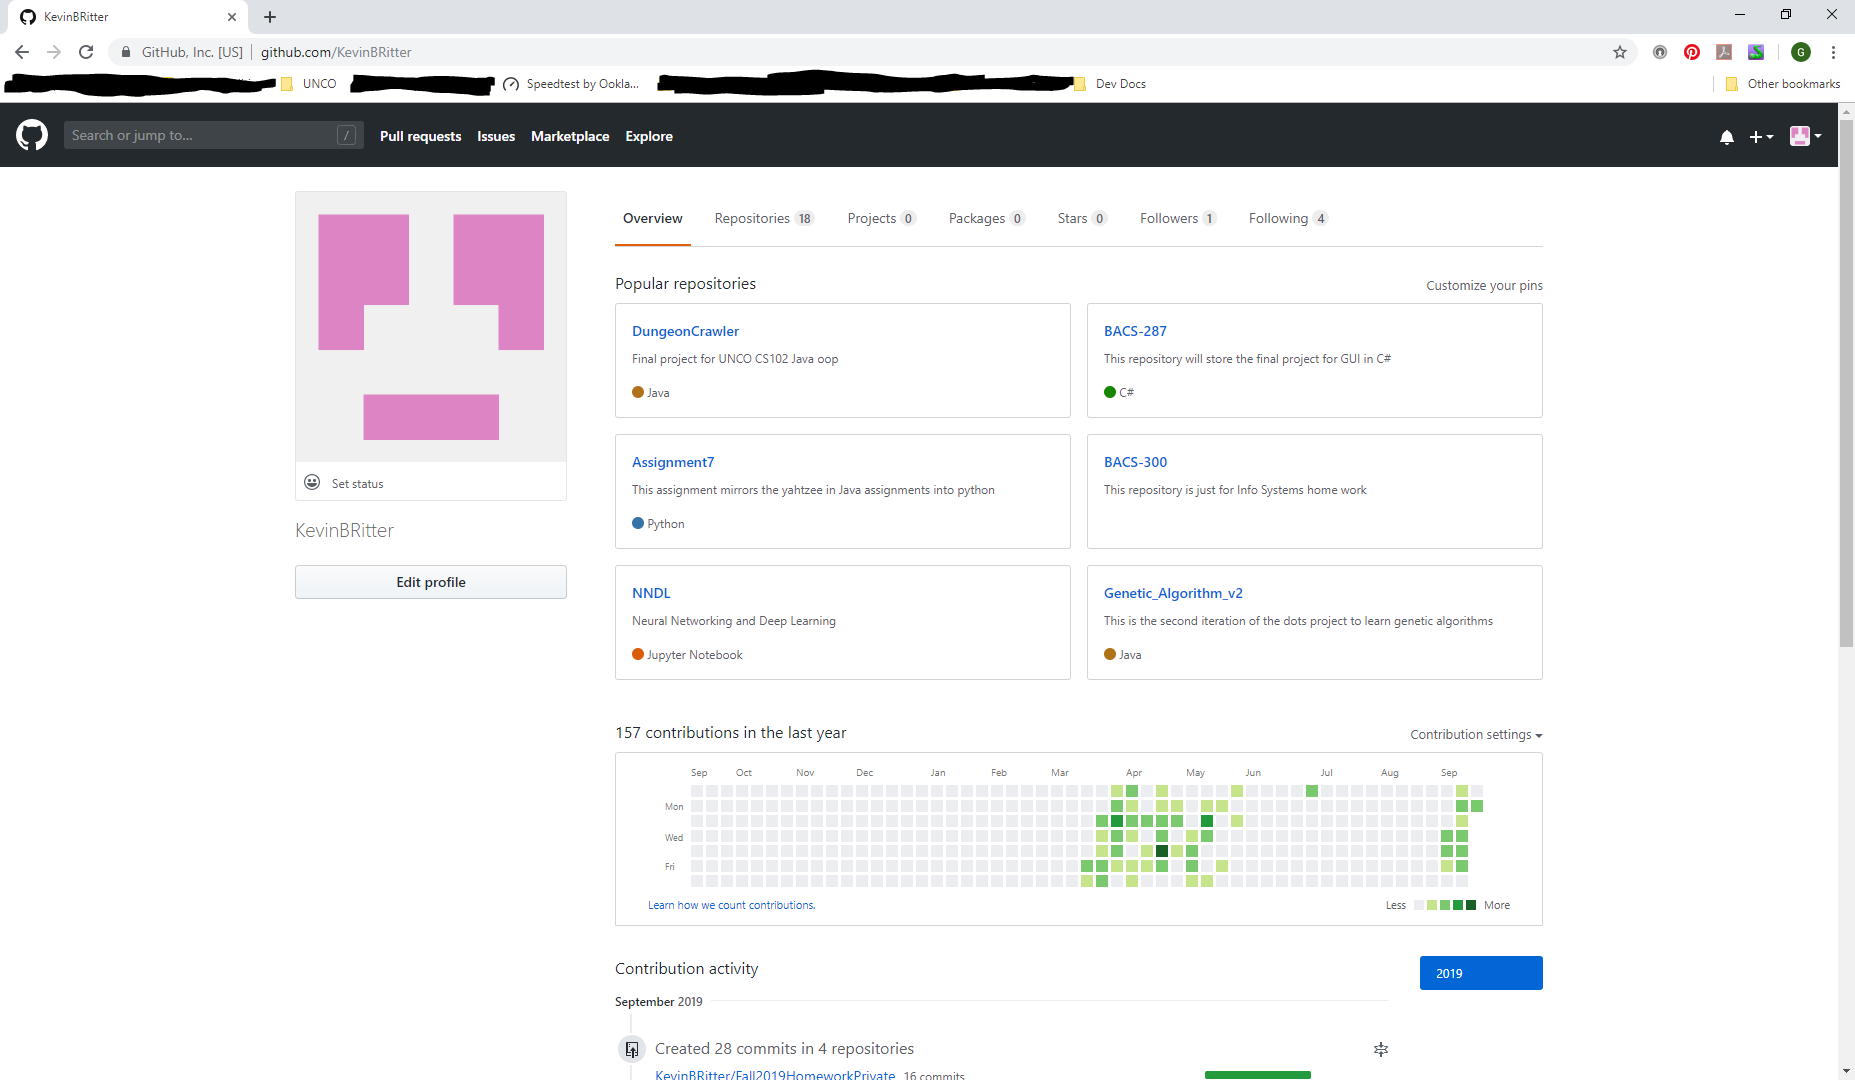 KevinBRitter
GitHub, Inc. [US] | github.com/KevinBRitter
G
UNCO
Speedtest by Ookla...
Dev Docs
Other bookmarks
Search or jump to... /
Pull requests Issues Marketplace Explore
Overview Repositories 18 Projects 0 Packages 0 Stars 0 Followers 1 Following 4
Popular repositories
Customize your pins
DungeonCrawler
Final project for UNCO CS102 Java oop
Java
BACS-287
This repository will store the final project for GUI in C#
C#
Assignment7
This assignment mirrors the yahtzee in Java assignments into python
Python
BACS-300
This repository is just for Info Systems home work
NNDL
Neural Networking and Deep Learning
Jupyter Notebook
Genetic_Algorithm_v2
This is the second iteration of the dots project to learn genetic algorithms
Java
Set status
KevinBRitter
Edit profile
157 contributions in the last year
Contribution settings
Sep Oct Nov Dec Jan Feb Mar Apr May Jun Jul Aug Sep
Mon
Wed
Fri
Learn how we count contributions.
Less More
Contribution activity
2019
September 2019
Created 28 commits in 4 repositories
KevinBRitter/Fall2019HomeworkPrivate 16 commits